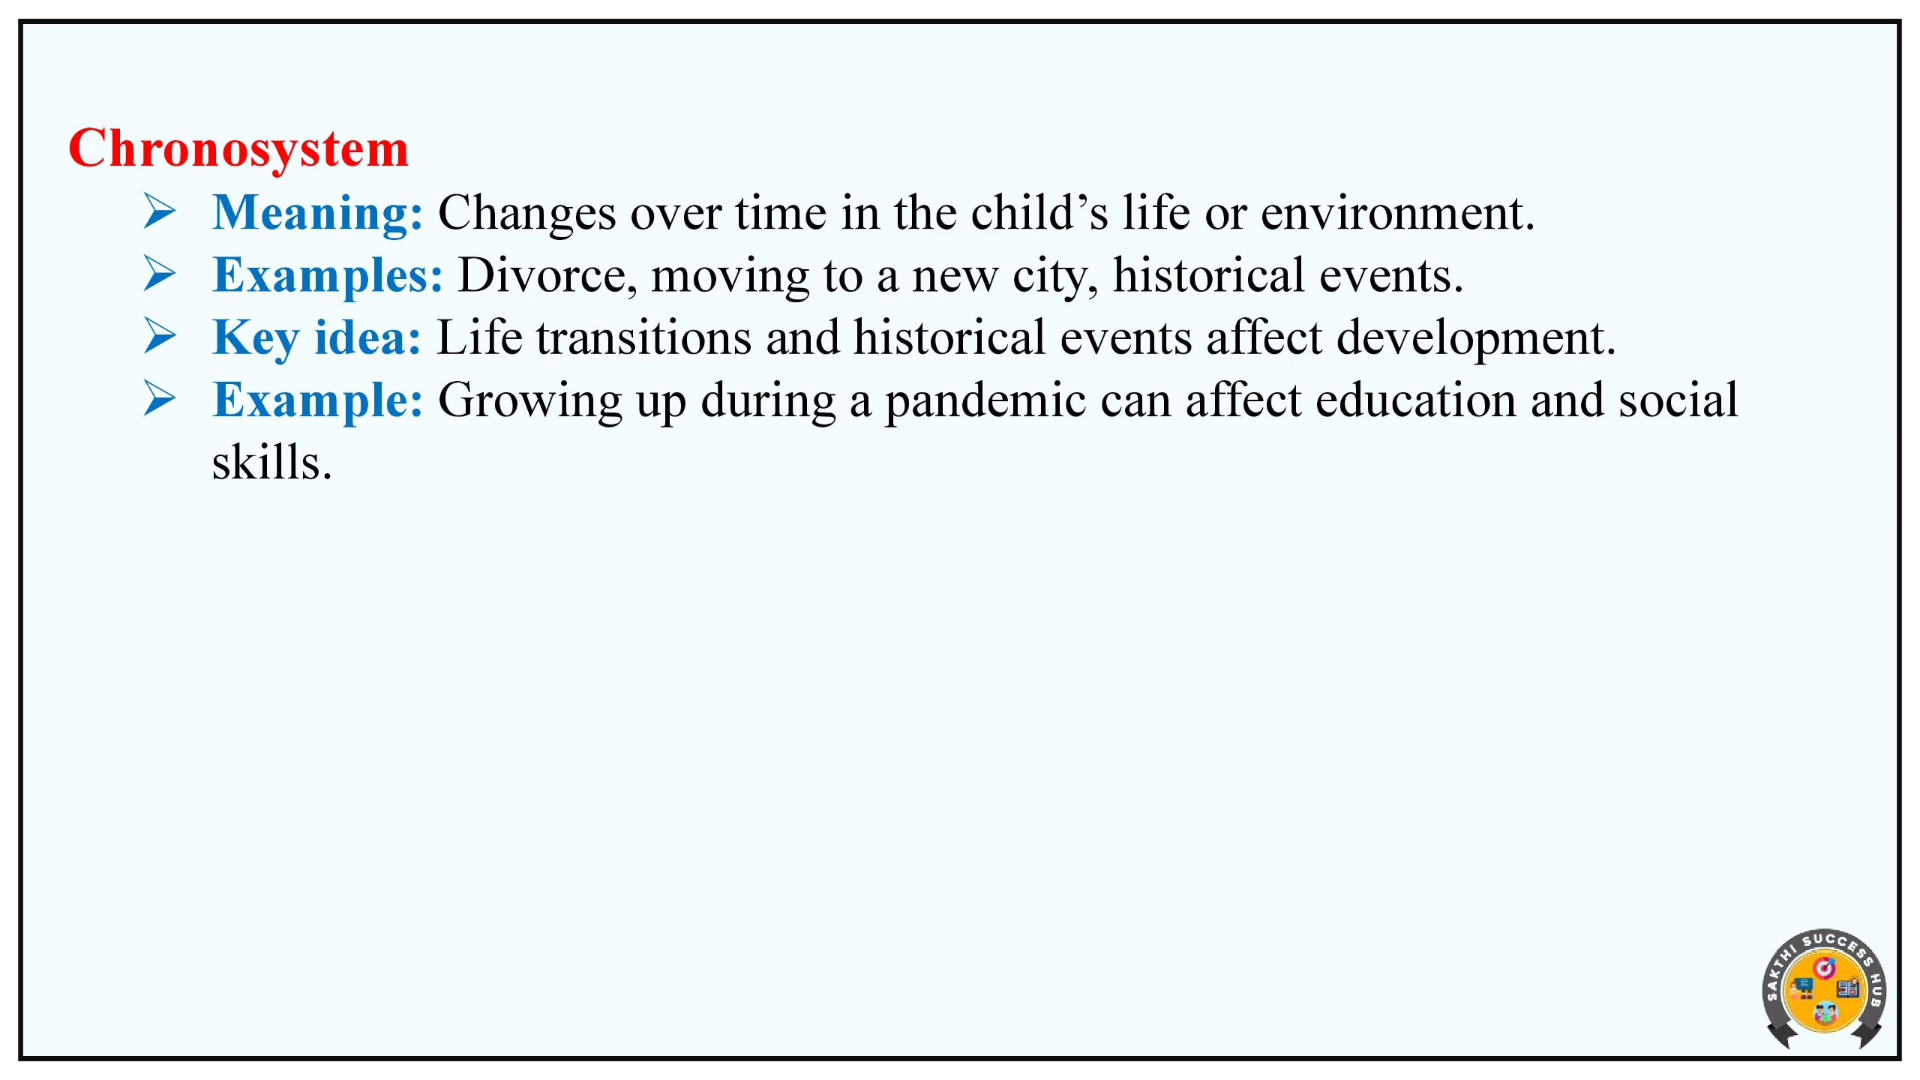 Chronosystem
➢ Meaning: Changes over time in the child’s life or environment.
➢ Examples: Divorce, moving to a new city, historical events.
➢ Key idea: Life transitions and historical events affect development.
➢ Example: Growing up during a pandemic can affect education and social
skills.
SAKTHI SUCCESS HUB